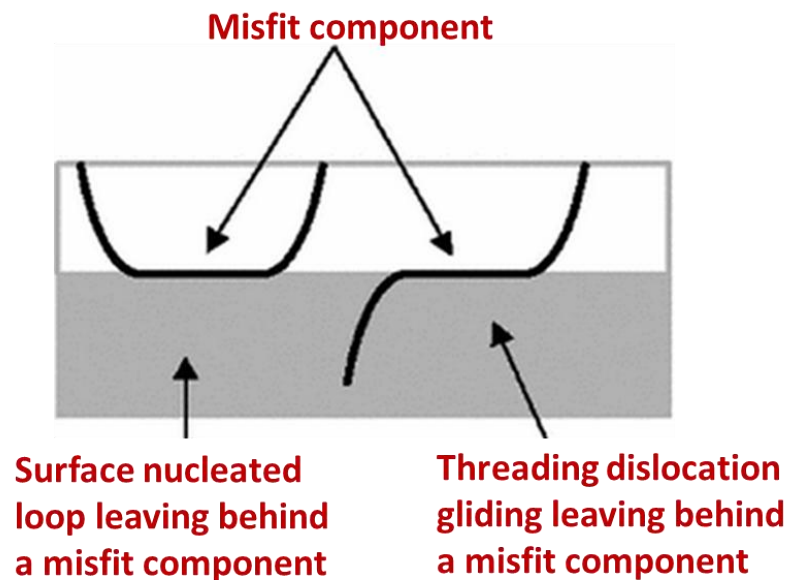 Misfit component
Surface nucleated
loop leaving behind
a misfit component
Threading dislocation
gliding leaving behind
a misfit component